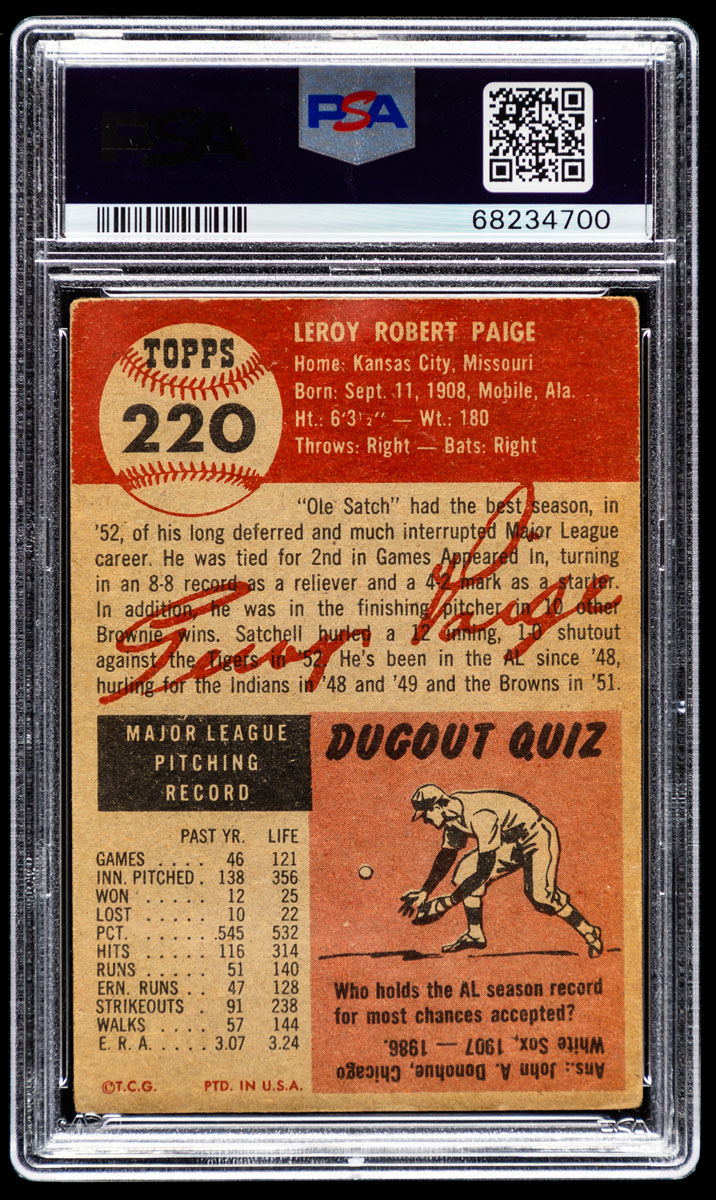 PSA
PSA
68234700
TOPPS
220
LEROY ROBERT PAIGE
Home: Kansas City, Missouri
Born: Sept. 11, 1908, Mobile, Ala.
Ht.: 6'3½" — Wt.: 180
Throws: Right — Bats: Right
"Ole Satch" had the best season, in
'52, of his long deferred and much interrupted Major League
career. He was tied for 2nd in Games Appeared In, turning
in an 8-8 record as a reliever and a 4-2 mark as a starter.
In addition, he was in the finishing pitcher in 10 other
Brownie wins. Satchell hurled a 12 inning, 1-0 shutout
against the Tigers in '52. He's been in the AL since '48,
hurling for the Indians in '48 and '49 and the Browns in '51.
Paige
MAJOR LEAGUE
PITCHING
RECORD
PAST YR. LIFE
GAMES . . . . 46 121
INN. PITCHED . 138 356
WON . . . . . 12 25
LOST . . . . . 10 22
PCT. . . . . . .545 532
HITS . . . . . 116 314
RUNS . . . . . 51 140
ERN. RUNS . . 47 128
STRIKEOUTS . 91 238
WALKS . . . . 57 144
E. R. A. . . . . 3.07 3.24
©T.C.G. PTD. IN U.S.A.
DUGOUT QUIZ
Who holds the AL season record
for most chances accepted?
Ans.: John A. Donohue, Chicago
White Sox, 1907 — 1986.